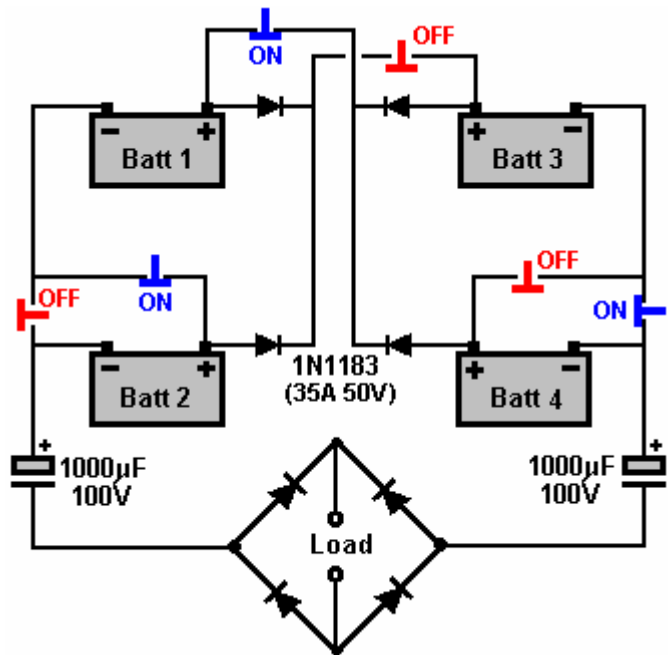 OFF
ON
- + Batt 1
+ - Batt 3
OFF
ON
OFF
ON
- + Batt 2
1N1183
(35A 50V)
+ - Batt 4
+
1000µF
100V
Load
+
1000µF
100V